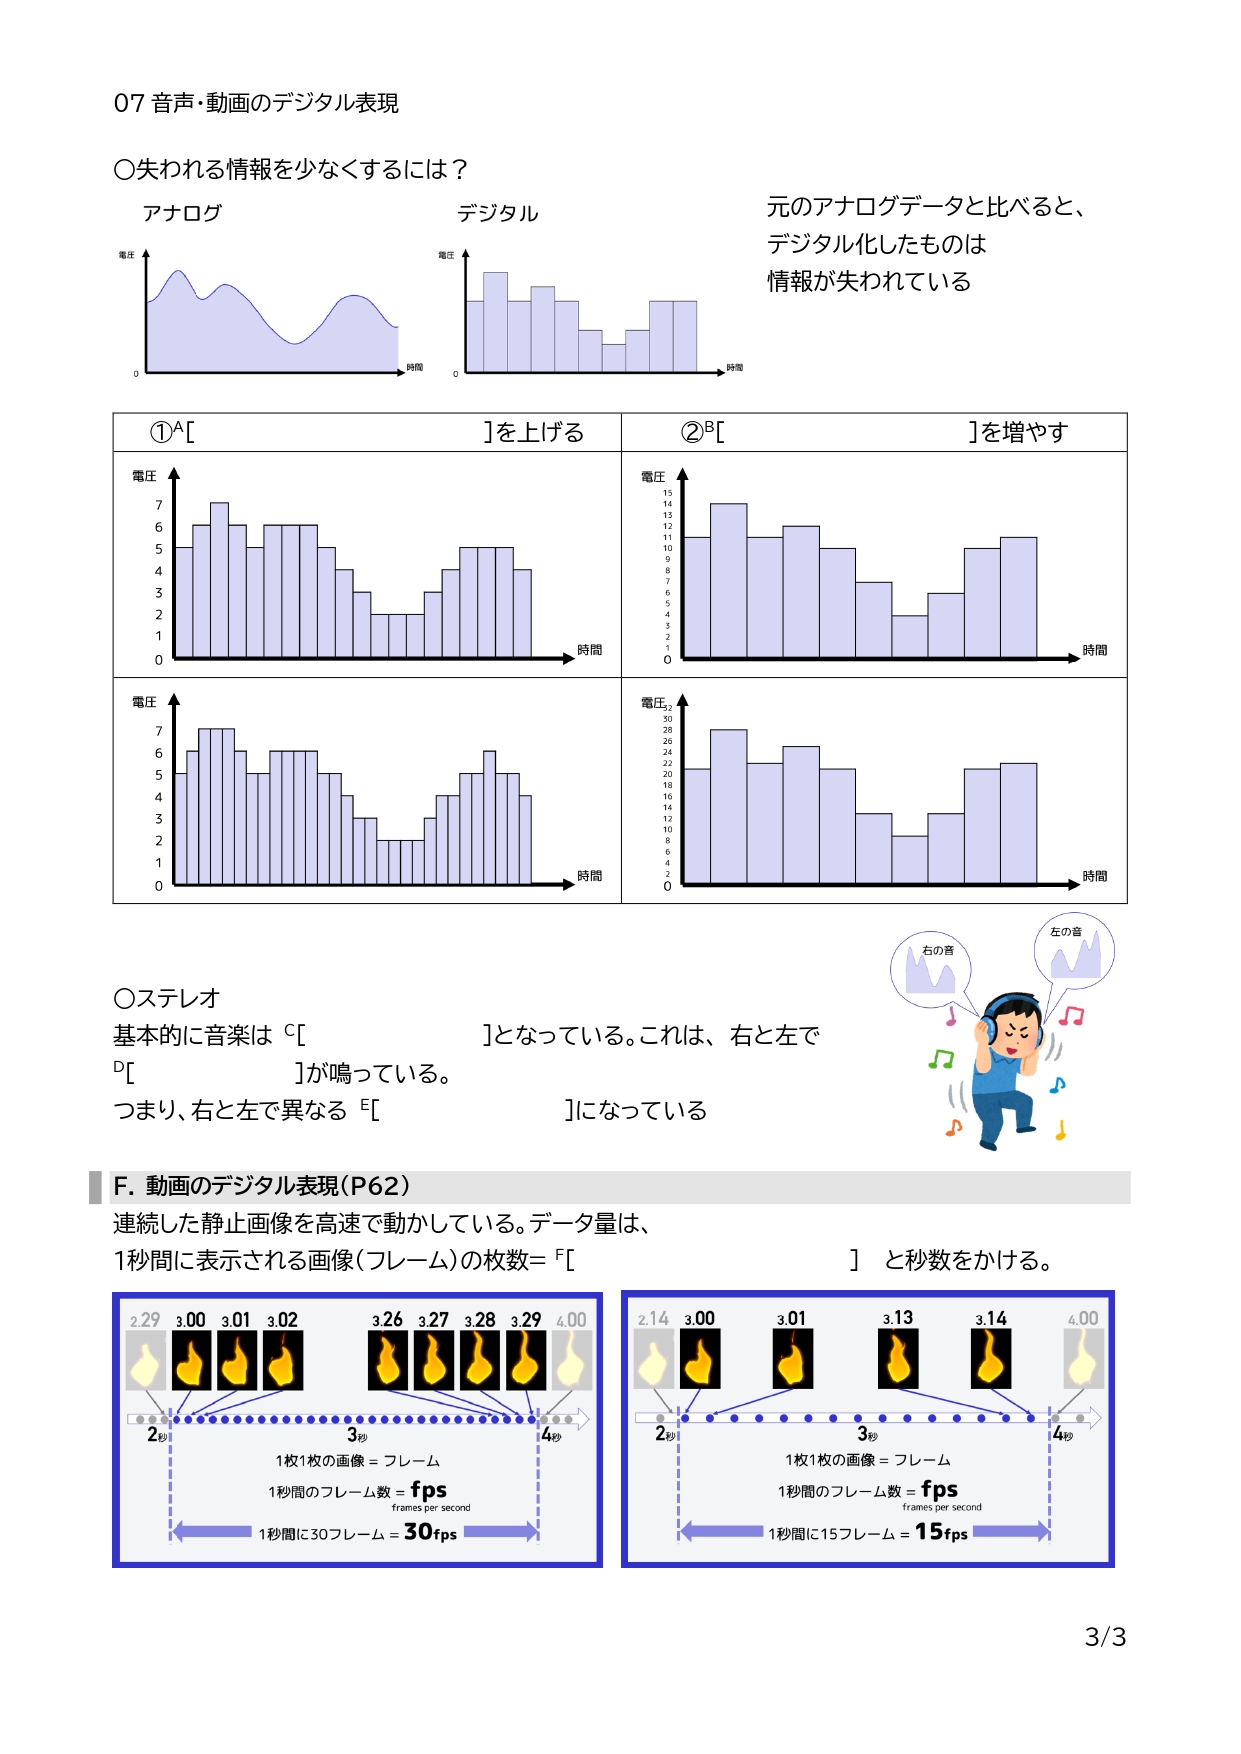 07 音声・動画のデジタル表現
○失われる情報を少なくするには？
アナログ
電圧
0
時間
デジタル
電圧
0
時間
元のアナログデータと比べると、
デジタル化したものは
情報が失われている
①A[ ]を上げる
②B[ ]を増やす
電圧
7
6
5
4
3
2
1
0
時間
電圧
15
14
13
12
11
10
9
8
7
6
5
4
3
2
1
0
時間
電圧
7
6
5
4
3
2
1
0
時間
電圧
32
30
28
26
24
22
20
18
16
14
12
10
8
6
4
2
0
時間
右の音
左の音
○ステレオ
基本的に音楽は C[ ]となっている。これは、右と左で
D[ ]が鳴っている。
つまり、右と左で異なる E[ ]になっている
F. 動画のデジタル表現（P62）
連続した静止画像を高速で動かしている。データ量は、
1秒間に表示される画像（フレーム）の枚数= F[ ] と秒数をかける。
2.29 3.00 3.01 3.02 3.26 3.27 3.28 3.29 4.00
2秒 3秒 4秒
1枚1枚の画像 = フレーム
1秒間のフレーム数 = fps
frames per second
1秒間に30フレーム = 30fps
2.14 3.00 3.01 3.13 3.14 4.00
2秒 3秒 4秒
1枚1枚の画像 = フレーム
1秒間のフレーム数 = fps
frames per second
1秒間に15フレーム = 15fps
3/3